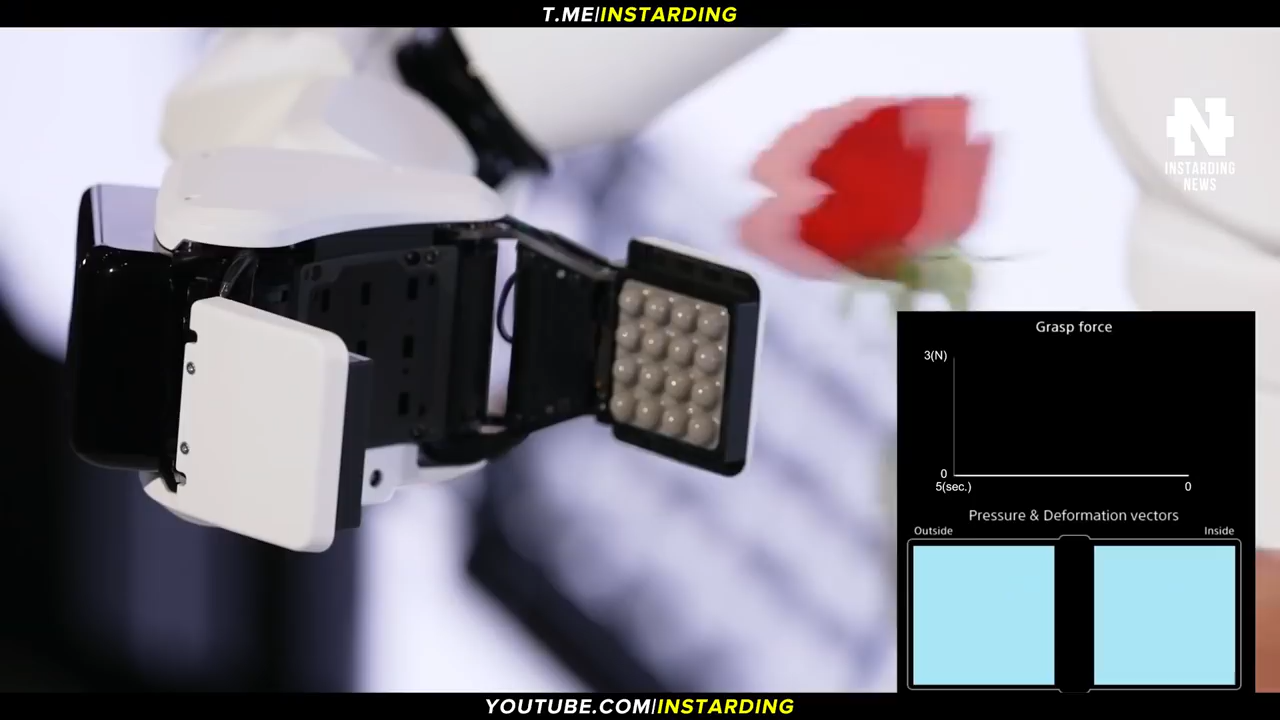 T.ME|INSTARDING
N
INSTARDING
NEWS
Grasp force
3(N)
0
5(sec.)
0
Pressure & Deformation vectors
Outside
Inside
YOUTUBE.COM|INSTARDING